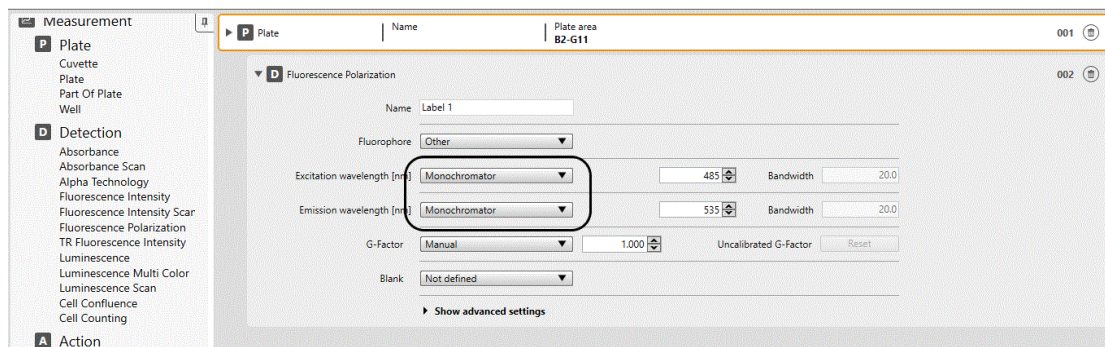 Measurement
P Plate
Cuvette
Plate
Part Of Plate
Well
D Detection
Absorbance
Absorbance Scan
Alpha Technology
Fluorescence Intensity
Fluorescence Intensity Scan
Fluorescence Polarization
TR Fluorescence Intensity
Luminescence
Luminescence Multi Color
Luminescence Scan
Cell Confluence
Cell Counting
A Action
P Plate Name Plate area 001
B2-G11
D Fluorescence Polarization 002
Name Label 1
Fluorophore Other
Excitation wavelength [nm] Monochromator 485 Bandwidth 20.0
Emission wavelength [nm] Monochromator 535 Bandwidth 20.0
G-Factor Manual 1.000 Uncalibrated G-Factor Reset
Blank Not defined
Show advanced settings